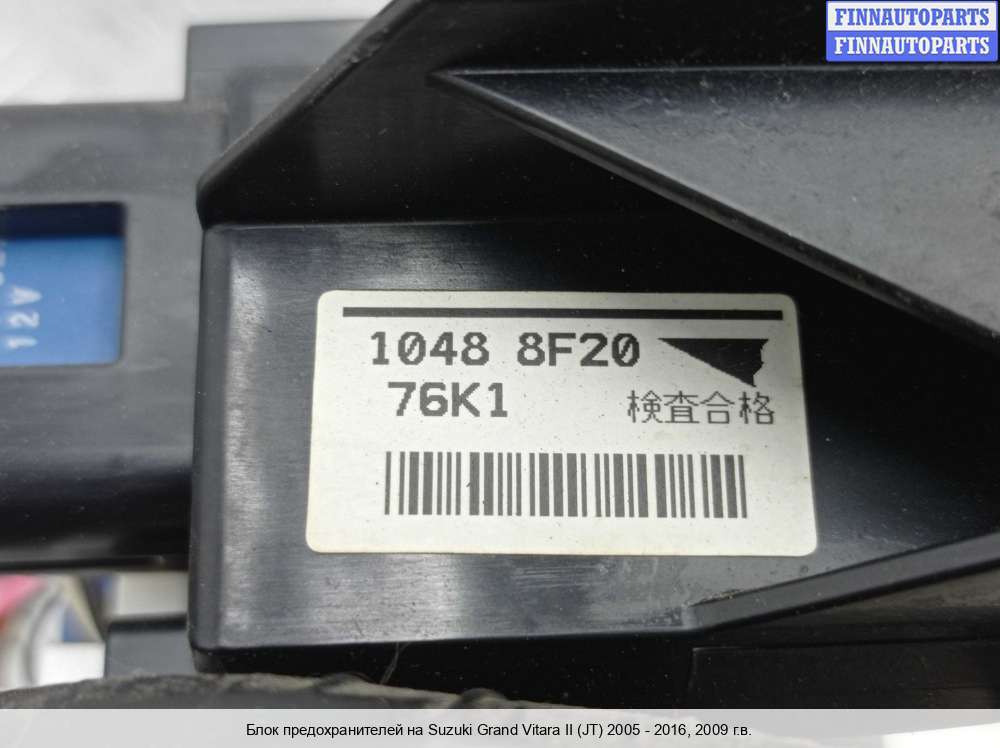 FINNAUTOPARTS
FINNAUTOPARTS
12V
1048 8F20
76K1 検査合格
Блок предохранителей на Suzuki Grand Vitara II (JT) 2005 - 2016, 2009 г.в.